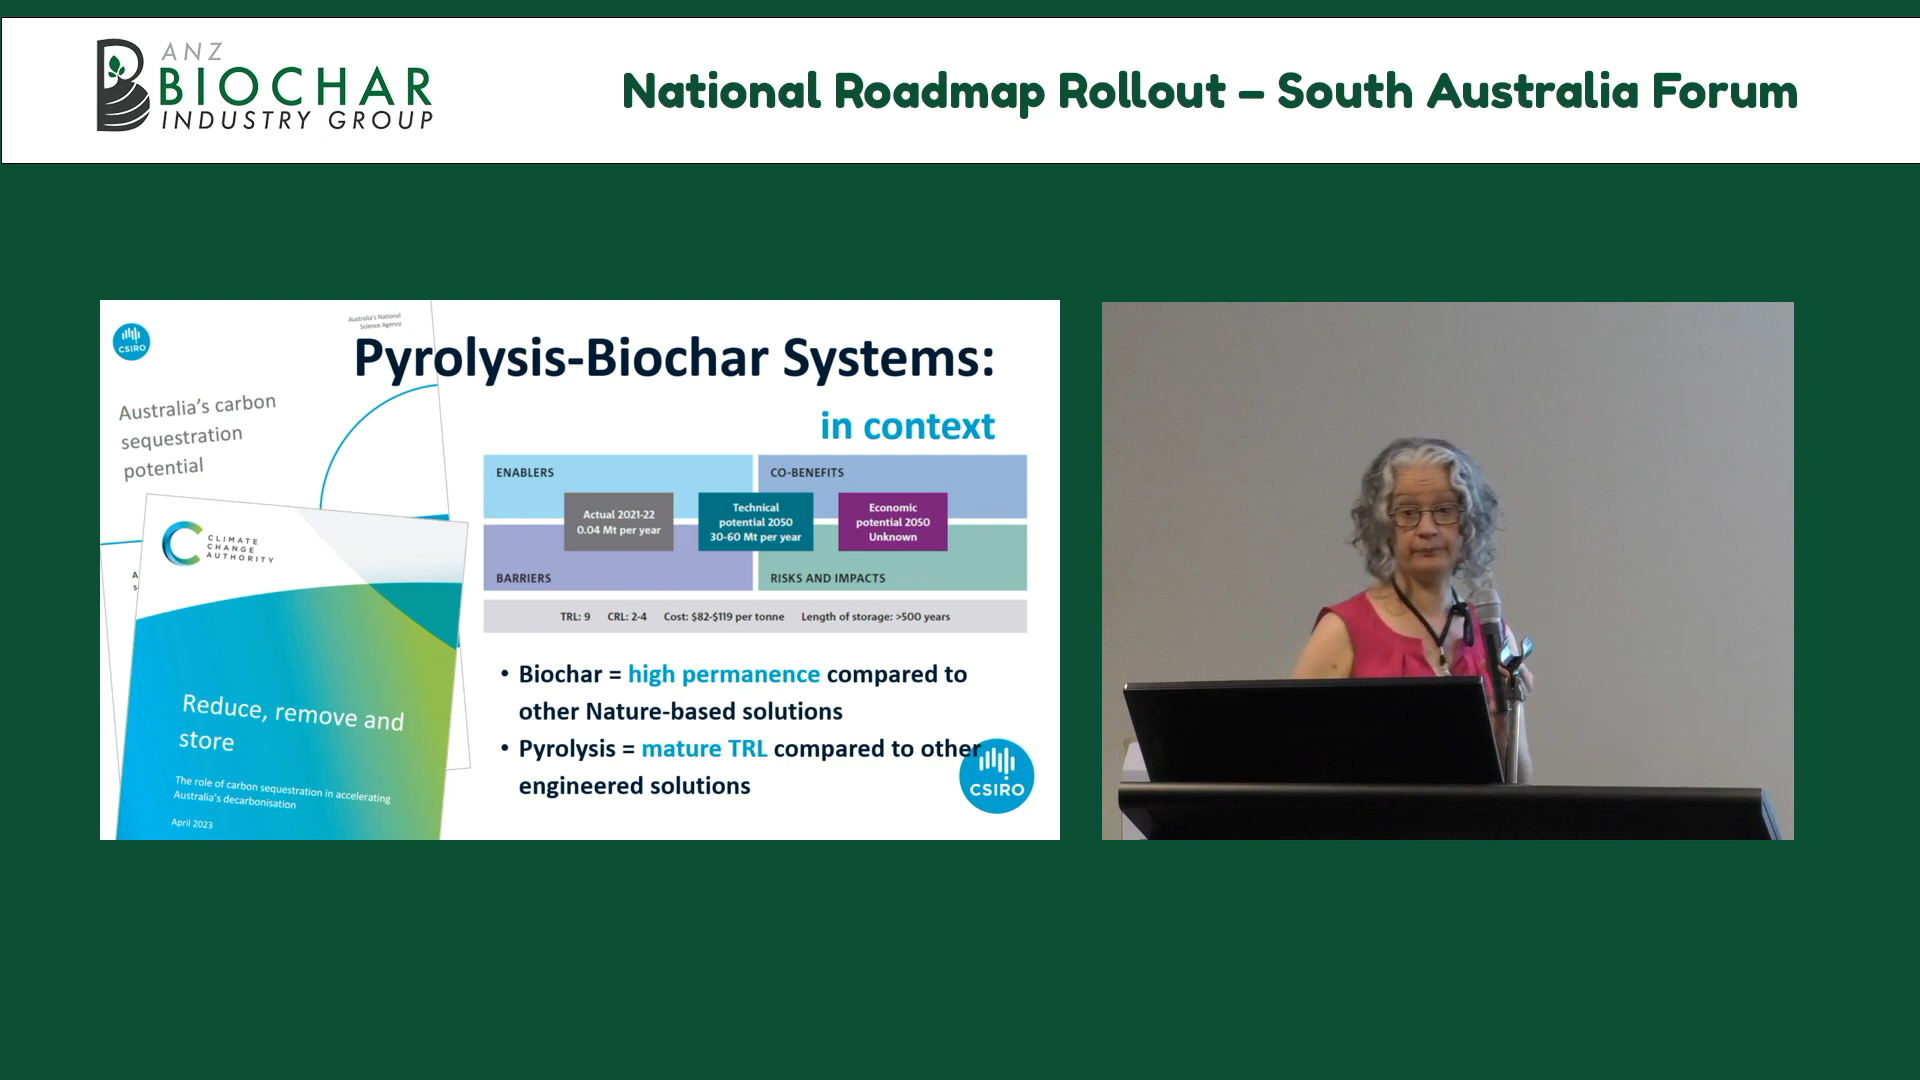 ANZ
BIOCHAR
INDUSTRY GROUP
National Roadmap Rollout – South Australia Forum
CSIRO
Australia's National
Science Agency
Australia's carbon
sequestration
potential
CLIMATE
CHANGE
AUTHORITY
Reduce, remove and
store
The role of carbon sequestration in accelerating
Australia's decarbonisation
April 2023
Pyrolysis-Biochar Systems:
in context
ENABLERS
CO-BENEFITS
Actual 2021-22
0.04 Mt per year
Technical
potential 2050
30-60 Mt per year
Economic
potential 2050
Unknown
BARRIERS
RISKS AND IMPACTS
TRL: 9 CRL: 2-4 Cost: $82-$119 per tonne Length of storage: >500 years
• Biochar = high permanence compared to
other Nature-based solutions
• Pyrolysis = mature TRL compared to other
engineered solutions
CSIRO